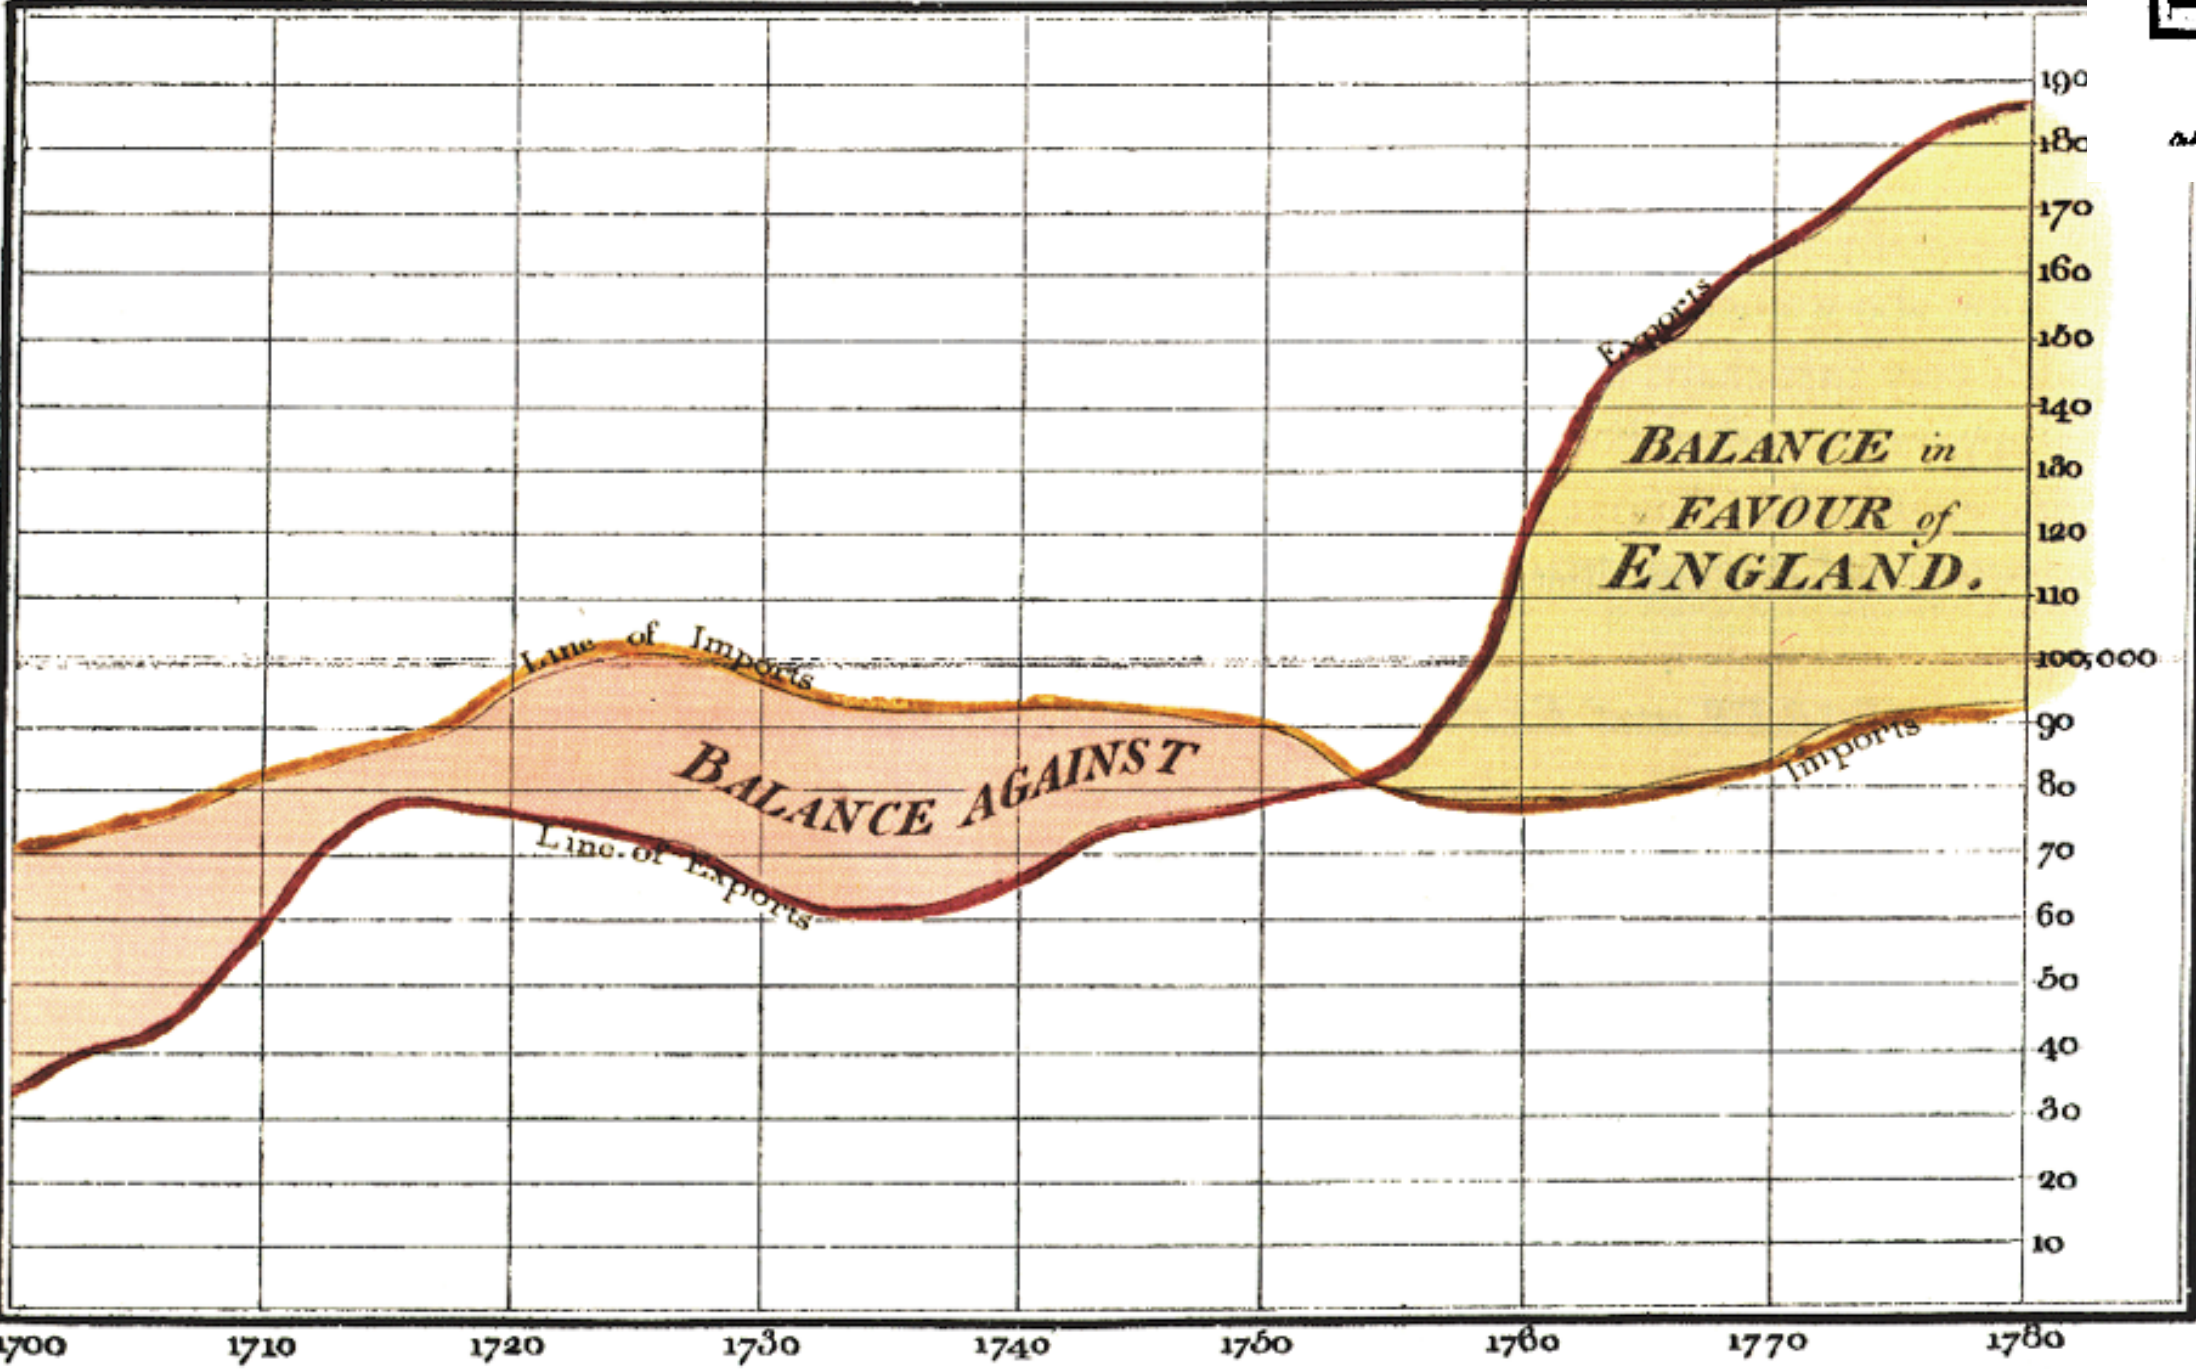 190
180
170
160
150
140
130
120
110
100,000
90
80
70
60
50
40
30
20
10
Exports
BALANCE in
FAVOUR of
ENGLAND.
Line of Imports
BALANCE AGAINST
Imports
Line of Exports
1700 1710 1720 1730 1740 1750 1760 1770 1780